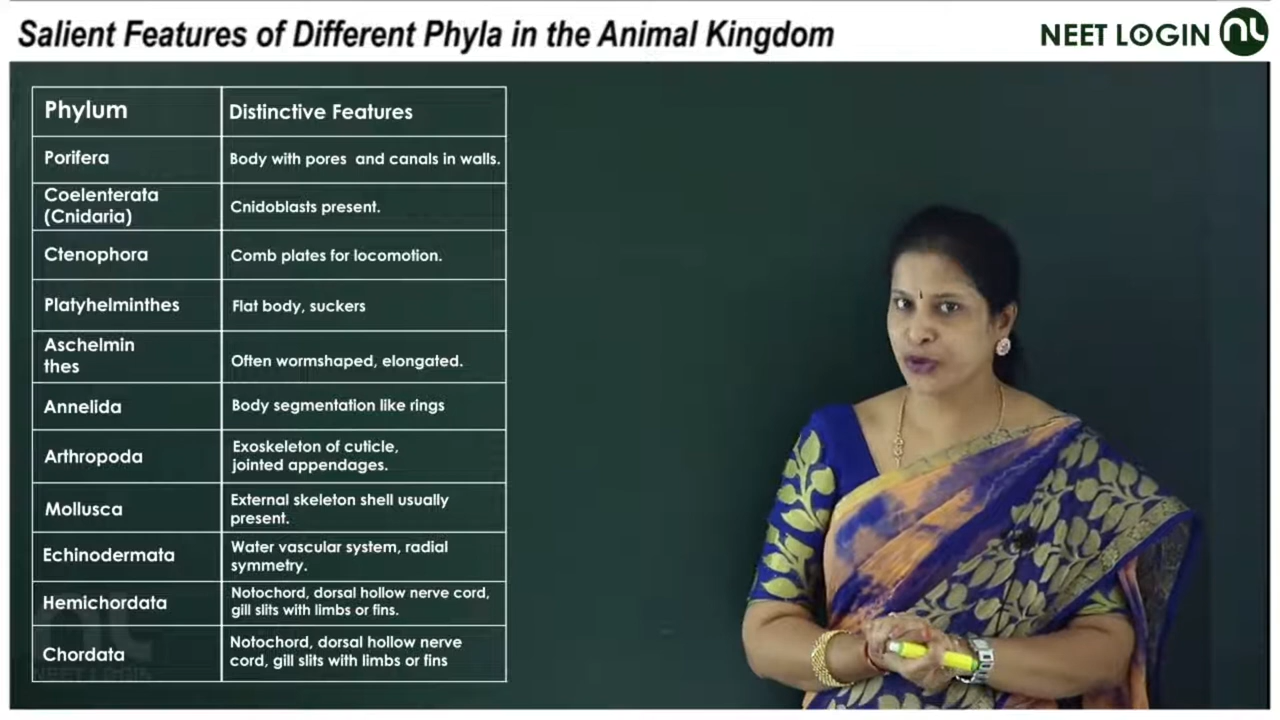 Salient Features of Different Phyla in the Animal Kingdom
NEET LOGIN nL
Phylum
Distinctive Features
Porifera
Body with pores and canals in walls.
Coelenterata
(Cnidaria)
Cnidoblasts present.
Ctenophora
Comb plates for locomotion.
Platyhelminthes
Flat body, suckers
Aschelmin
thes
Often wormshaped, elongated.
Annelida
Body segmentation like rings
Arthropoda
Exoskeleton of cuticle,
jointed appendages.
Mollusca
External skeleton shell usually
present.
Echinodermata
Water vascular system, radial
symmetry.
Hemichordata
Notochord, dorsal hollow nerve cord,
gill slits with limbs or fins.
Chordata
Notochord, dorsal hollow nerve
cord, gill slits with limbs or fins
nL
NEET LOGIN